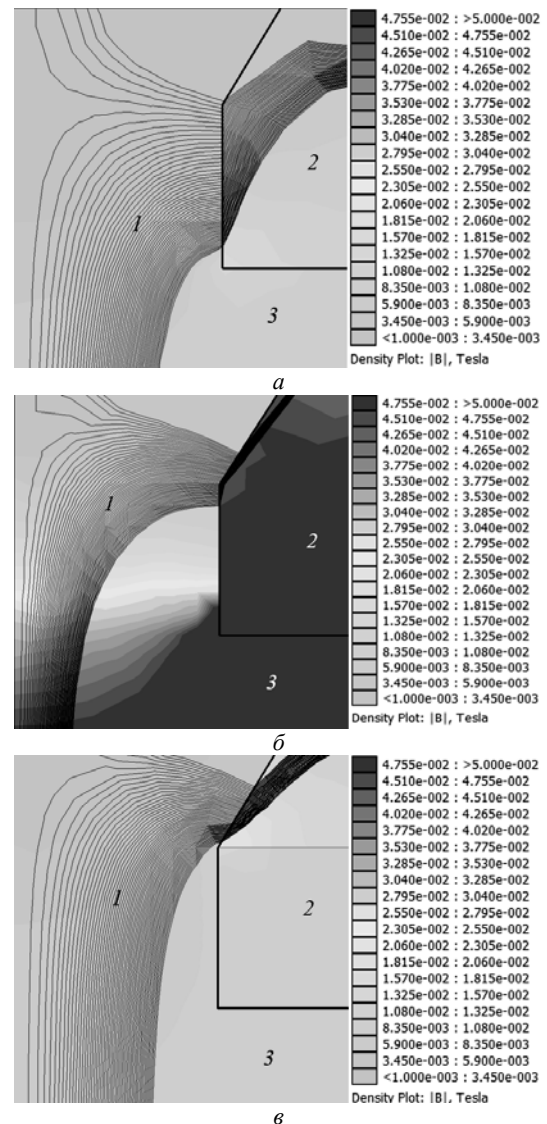 4.755e-002 : >5.000e-002
4.510e-002 : 4.755e-002
4.265e-002 : 4.510e-002
4.020e-002 : 4.265e-002
3.775e-002 : 4.020e-002
3.530e-002 : 3.775e-002
3.285e-002 : 3.530e-002
3.040e-002 : 3.285e-002
2.795e-002 : 3.040e-002
2.550e-002 : 2.795e-002
2.305e-002 : 2.550e-002
2.060e-002 : 2.305e-002
1.815e-002 : 2.060e-002
1.570e-002 : 1.815e-002
1.325e-002 : 1.570e-002
1.080e-002 : 1.325e-002
8.350e-003 : 1.080e-002
5.900e-003 : 8.350e-003
3.450e-003 : 5.900e-003
<1.000e-003 : 3.450e-003
Density Plot: |B|, Tesla
2
1
3
а
4.755e-002 : >5.000e-002
4.510e-002 : 4.755e-002
4.265e-002 : 4.510e-002
4.020e-002 : 4.265e-002
3.775e-002 : 4.020e-002
3.530e-002 : 3.775e-002
3.285e-002 : 3.530e-002
3.040e-002 : 3.285e-002
2.795e-002 : 3.040e-002
2.550e-002 : 2.795e-002
2.305e-002 : 2.550e-002
2.060e-002 : 2.305e-002
1.815e-002 : 2.060e-002
1.570e-002 : 1.815e-002
1.325e-002 : 1.570e-002
1.080e-002 : 1.325e-002
8.350e-003 : 1.080e-002
5.900e-003 : 8.350e-003
3.450e-003 : 5.900e-003
<1.000e-003 : 3.450e-003
Density Plot: |B|, Tesla
1
2
3
б
4.755e-002 : >5.000e-002
4.510e-002 : 4.755e-002
4.265e-002 : 4.510e-002
4.020e-002 : 4.265e-002
3.775e-002 : 4.020e-002
3.530e-002 : 3.775e-002
3.285e-002 : 3.530e-002
3.040e-002 : 3.285e-002
2.795e-002 : 3.040e-002
2.550e-002 : 2.795e-002
2.305e-002 : 2.550e-002
2.060e-002 : 2.305e-002
1.815e-002 : 2.060e-002
1.570e-002 : 1.815e-002
1.325e-002 : 1.570e-002
1.080e-002 : 1.325e-002
8.350e-003 : 1.080e-002
5.900e-003 : 8.350e-003
3.450e-003 : 5.900e-003
<1.000e-003 : 3.450e-003
Density Plot: |B|, Tesla
1
2
3
в